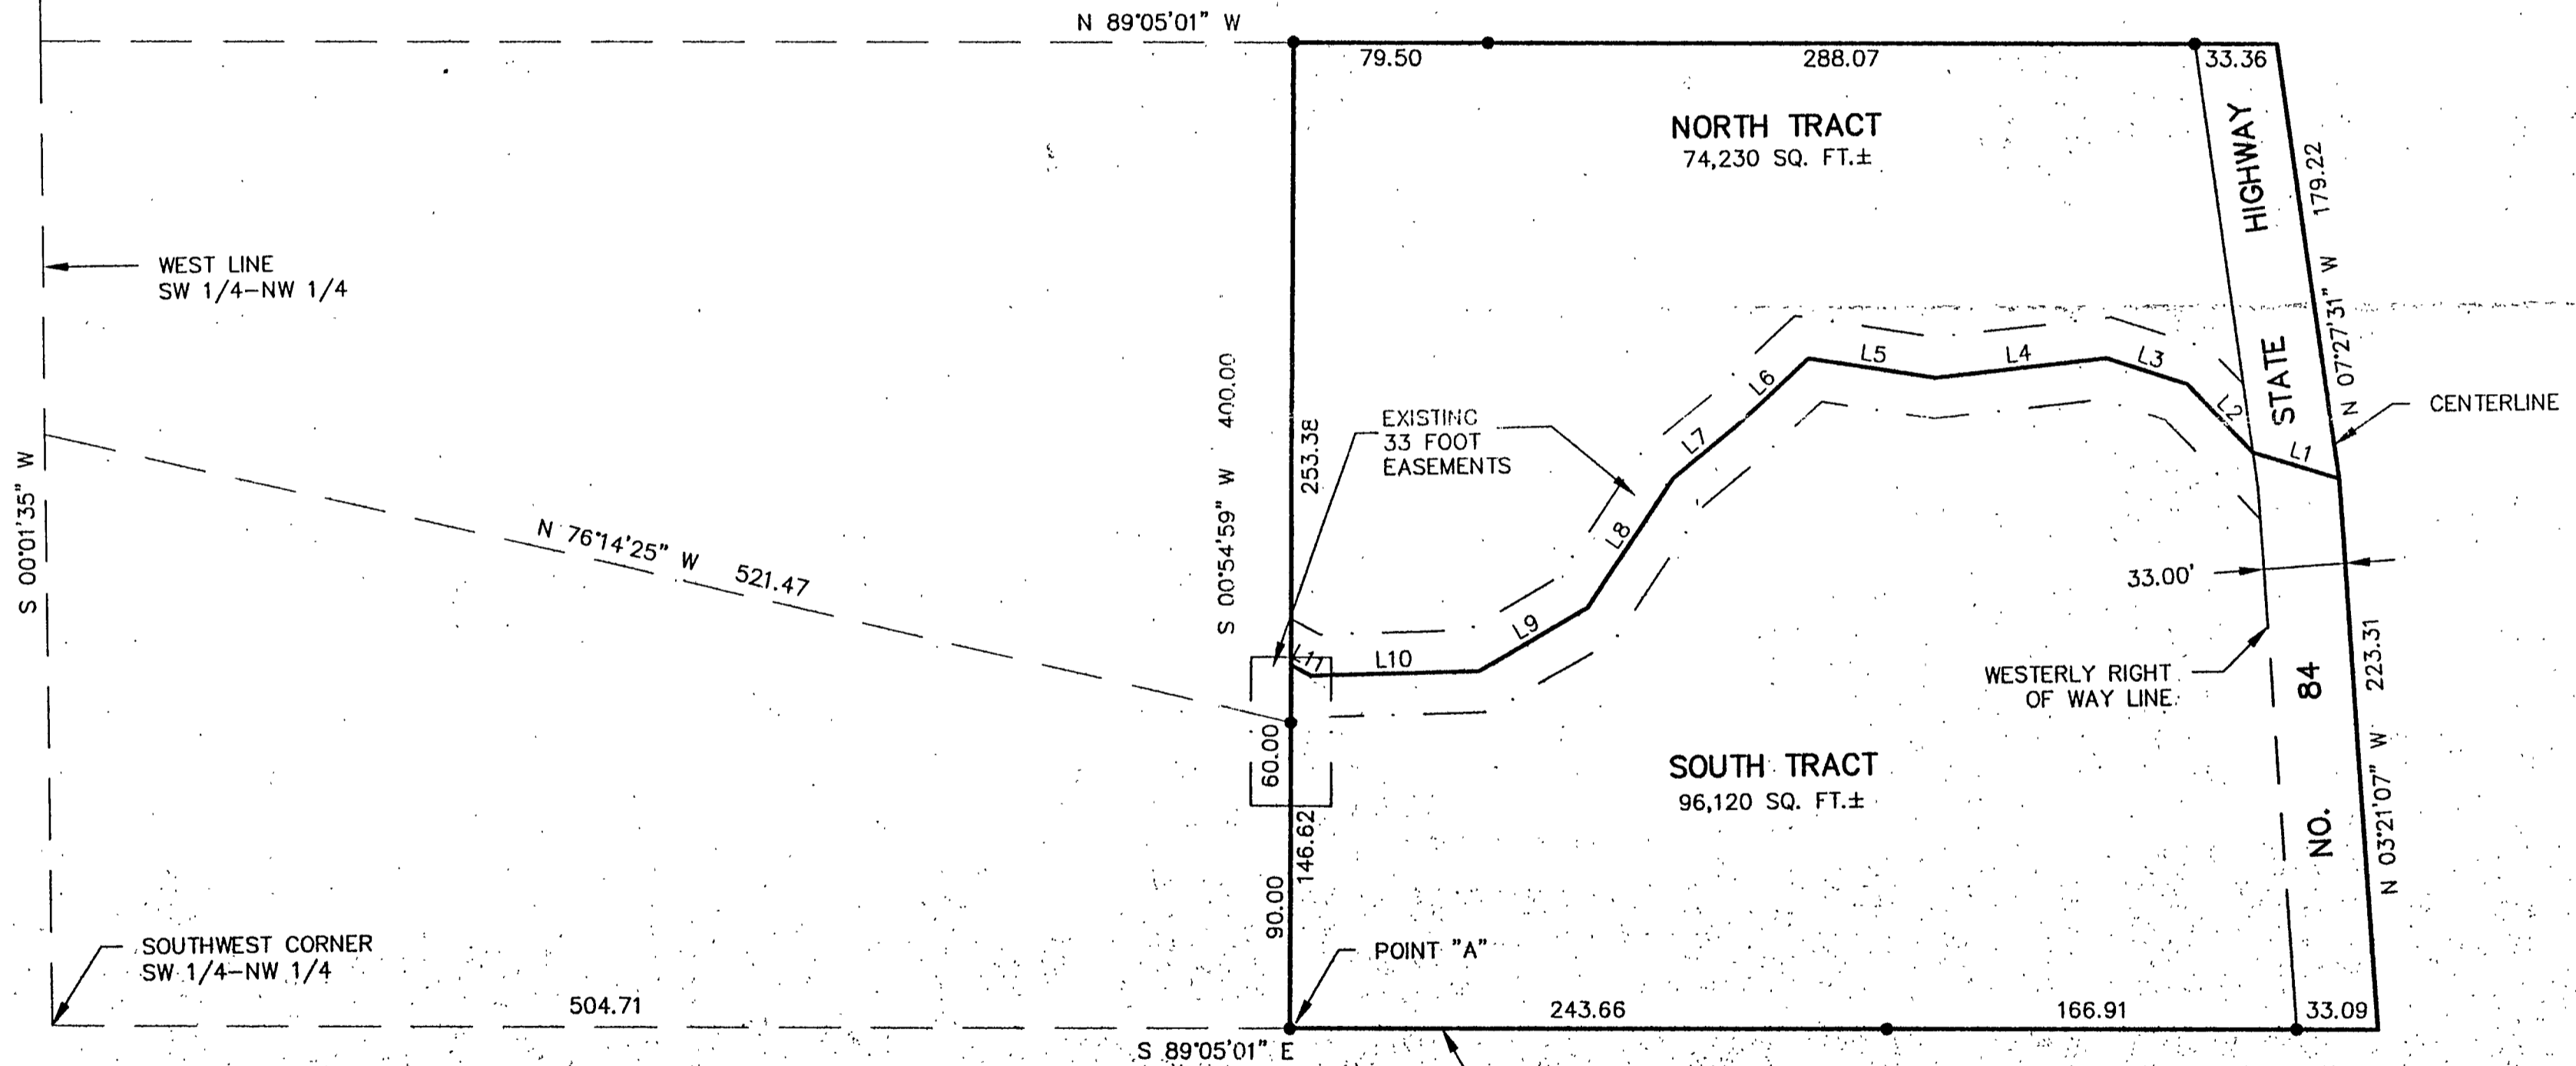 N 89°05'01" W
79.50
288.07
33.36
NORTH TRACT
74,230 SQ. FT.±
STATE HIGHWAY
N 07°27'31" W 179.22
WEST LINE
SW 1/4-NW 1/4
S 00°01'35" W
N 76°14'25" W 521.47
S 00°54'59" W 400.00
253.38
EXISTING
33 FOOT
EASEMENTS
L5
L4
L3
L2
L1
L6
L7
L8
L9
L10
L11
CENTERLINE
33.00'
WESTERLY RIGHT
OF WAY LINE
NO. 84
N 03°21'07" W 223.31
60.00
146.62
90.00
SOUTH TRACT
96,120 SQ. FT.±
SOUTHWEST CORNER
SW 1/4-NW 1/4
POINT "A"
504.71
243.66
166.91
33.09
S 89°05'01" E